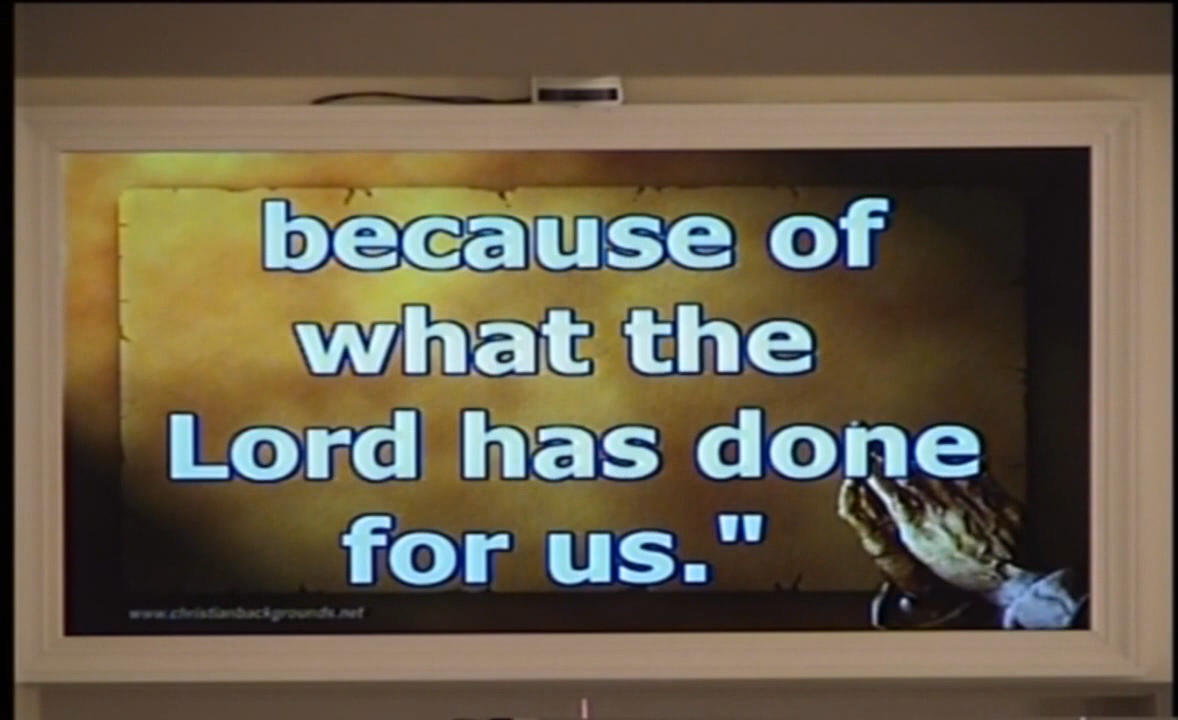 because of
what the
Lord has done
for us."
www.christianbackgrounds.net